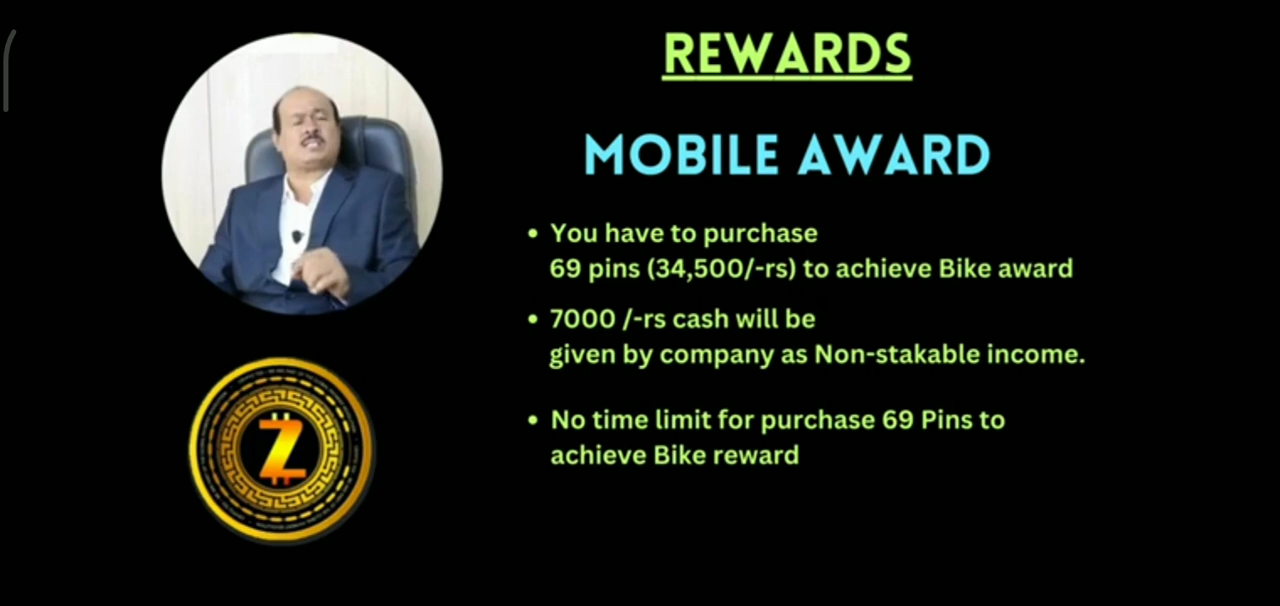 REWARDS
MOBILE AWARD
• You have to purchase
69 pins (34,500/-rs) to achieve Bike award
• 7000 /-rs cash will be
given by company as Non-stakable income.
• No time limit for purchase 69 Pins to
achieve Bike reward
Z